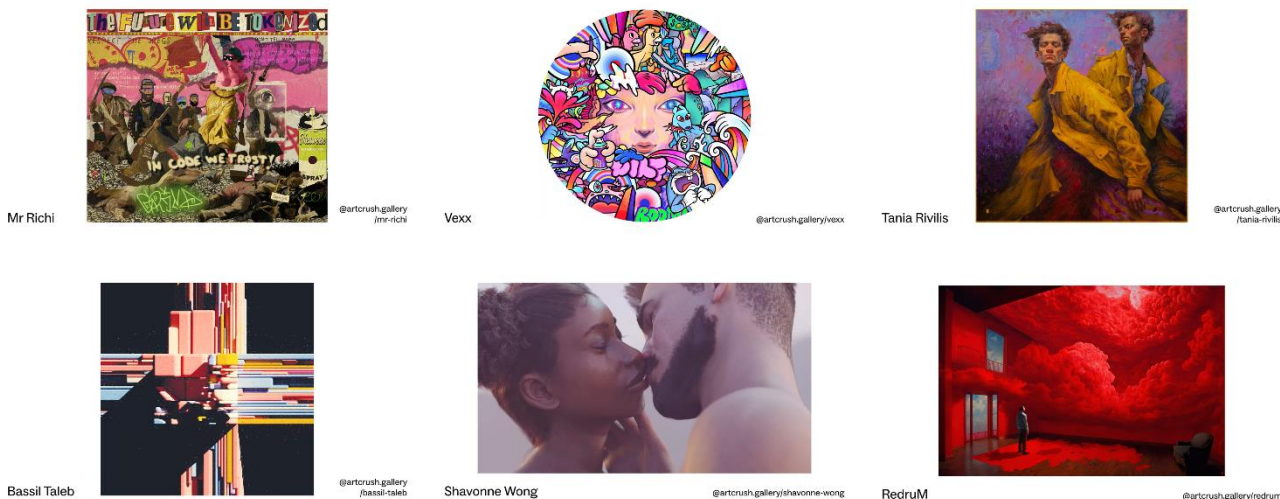 The FUTURE WILL BE TOKENIZED
IN CODE WE TRUST
SPRAY
Mr Richi
@artcrush.gallery
/mr-richi
Vexx
@artcrush.gallery/vexx
Tania Rivilis
@artcrush.gallery
/tania-rivilis
Bassil Taleb
@artcrush.gallery
/bassil-taleb
Shavonne Wong
@artcrush.gallery/shavonne-wong
RedruM
@artcrush.gallery/redrum